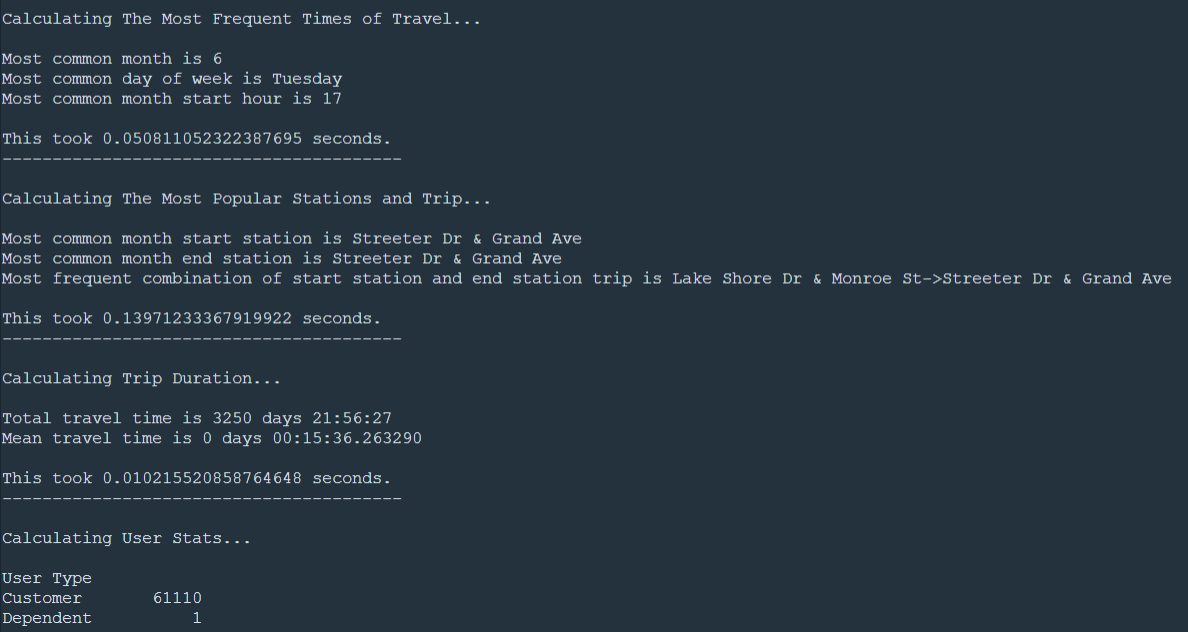 Calculating The Most Frequent Times of Travel...
Most common month is 6
Most common day of week is Tuesday
Most common month start hour is 17
This took 0.050811052322387695 seconds.
----------------------------------------
Calculating The Most Popular Stations and Trip...
Most common month start station is Streeter Dr & Grand Ave
Most common month end station is Streeter Dr & Grand Ave
Most frequent combination of start station and end station trip is Lake Shore Dr & Monroe St->Streeter Dr & Grand Ave
This took 0.13971233367919922 seconds.
----------------------------------------
Calculating Trip Duration...
Total travel time is 3250 days 21:56:27
Mean travel time is 0 days 00:15:36.263290
This took 0.010215520858764648 seconds.
----------------------------------------
Calculating User Stats...
User Type
Customer       61110
Dependent          1